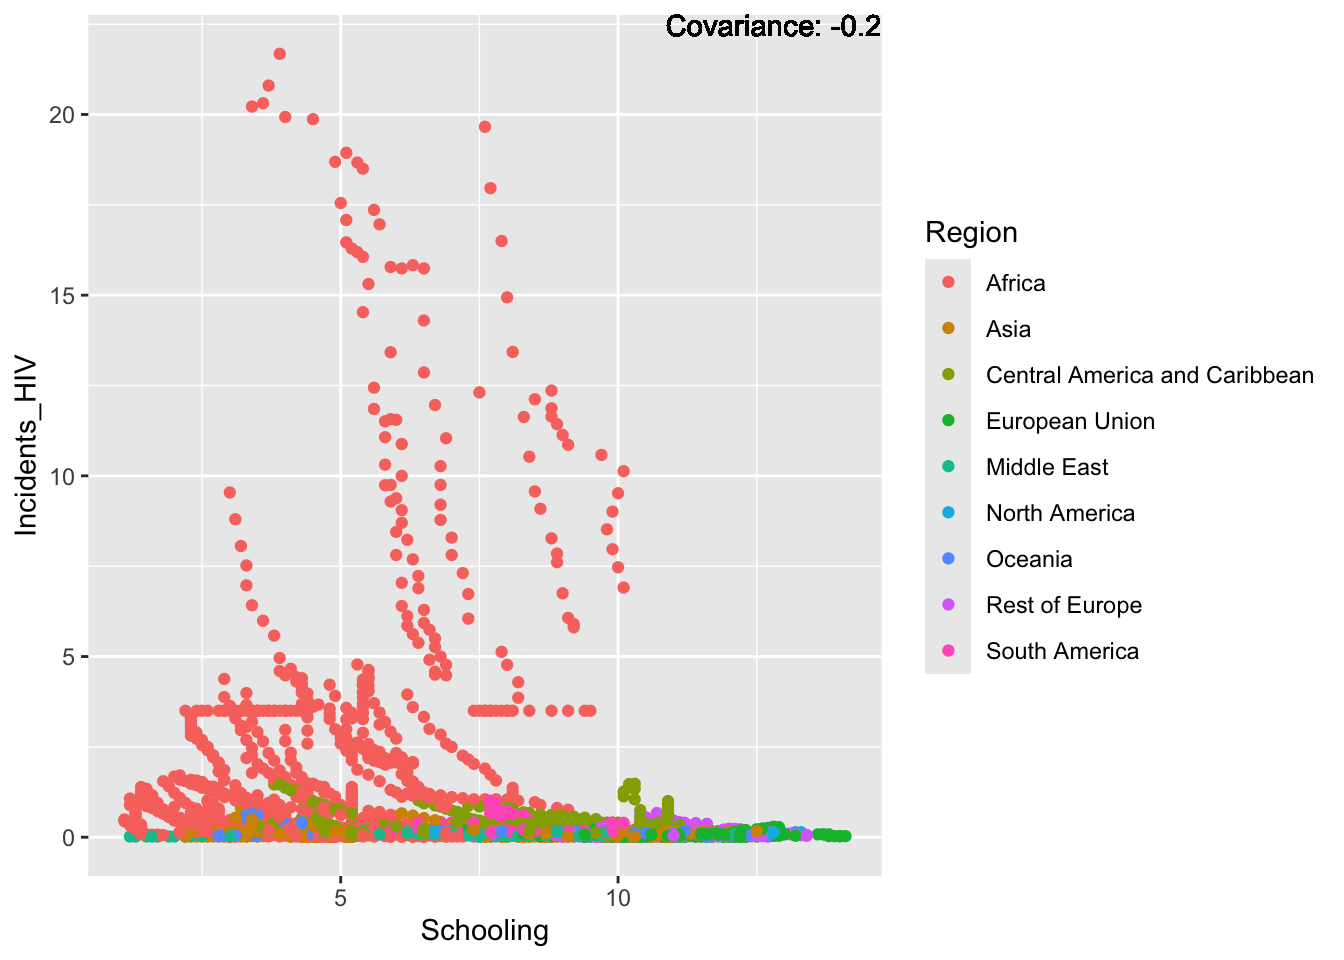 Covariance: -0.2
20
15
10
5
0
Incidents_HIV
5
10
Schooling
Region
Africa
Asia
Central America and Caribbean
European Union
Middle East
North America
Oceania
Rest of Europe
South America